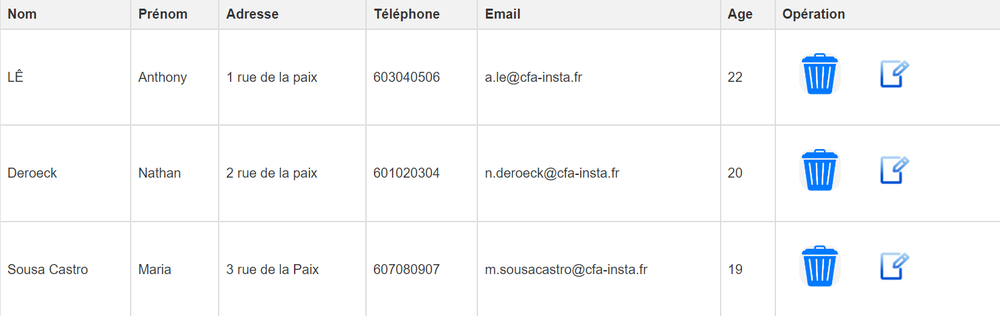 Nom Prénom Adresse Téléphone Email Age Opération
LÊ Anthony 1 rue de la paix 603040506 a.le@cfa-insta.fr 22
Deroeck Nathan 2 rue de la paix 601020304 n.deroeck@cfa-insta.fr 20
Sousa Castro Maria 3 rue de la Paix 607080907 m.sousacastro@cfa-insta.fr 19